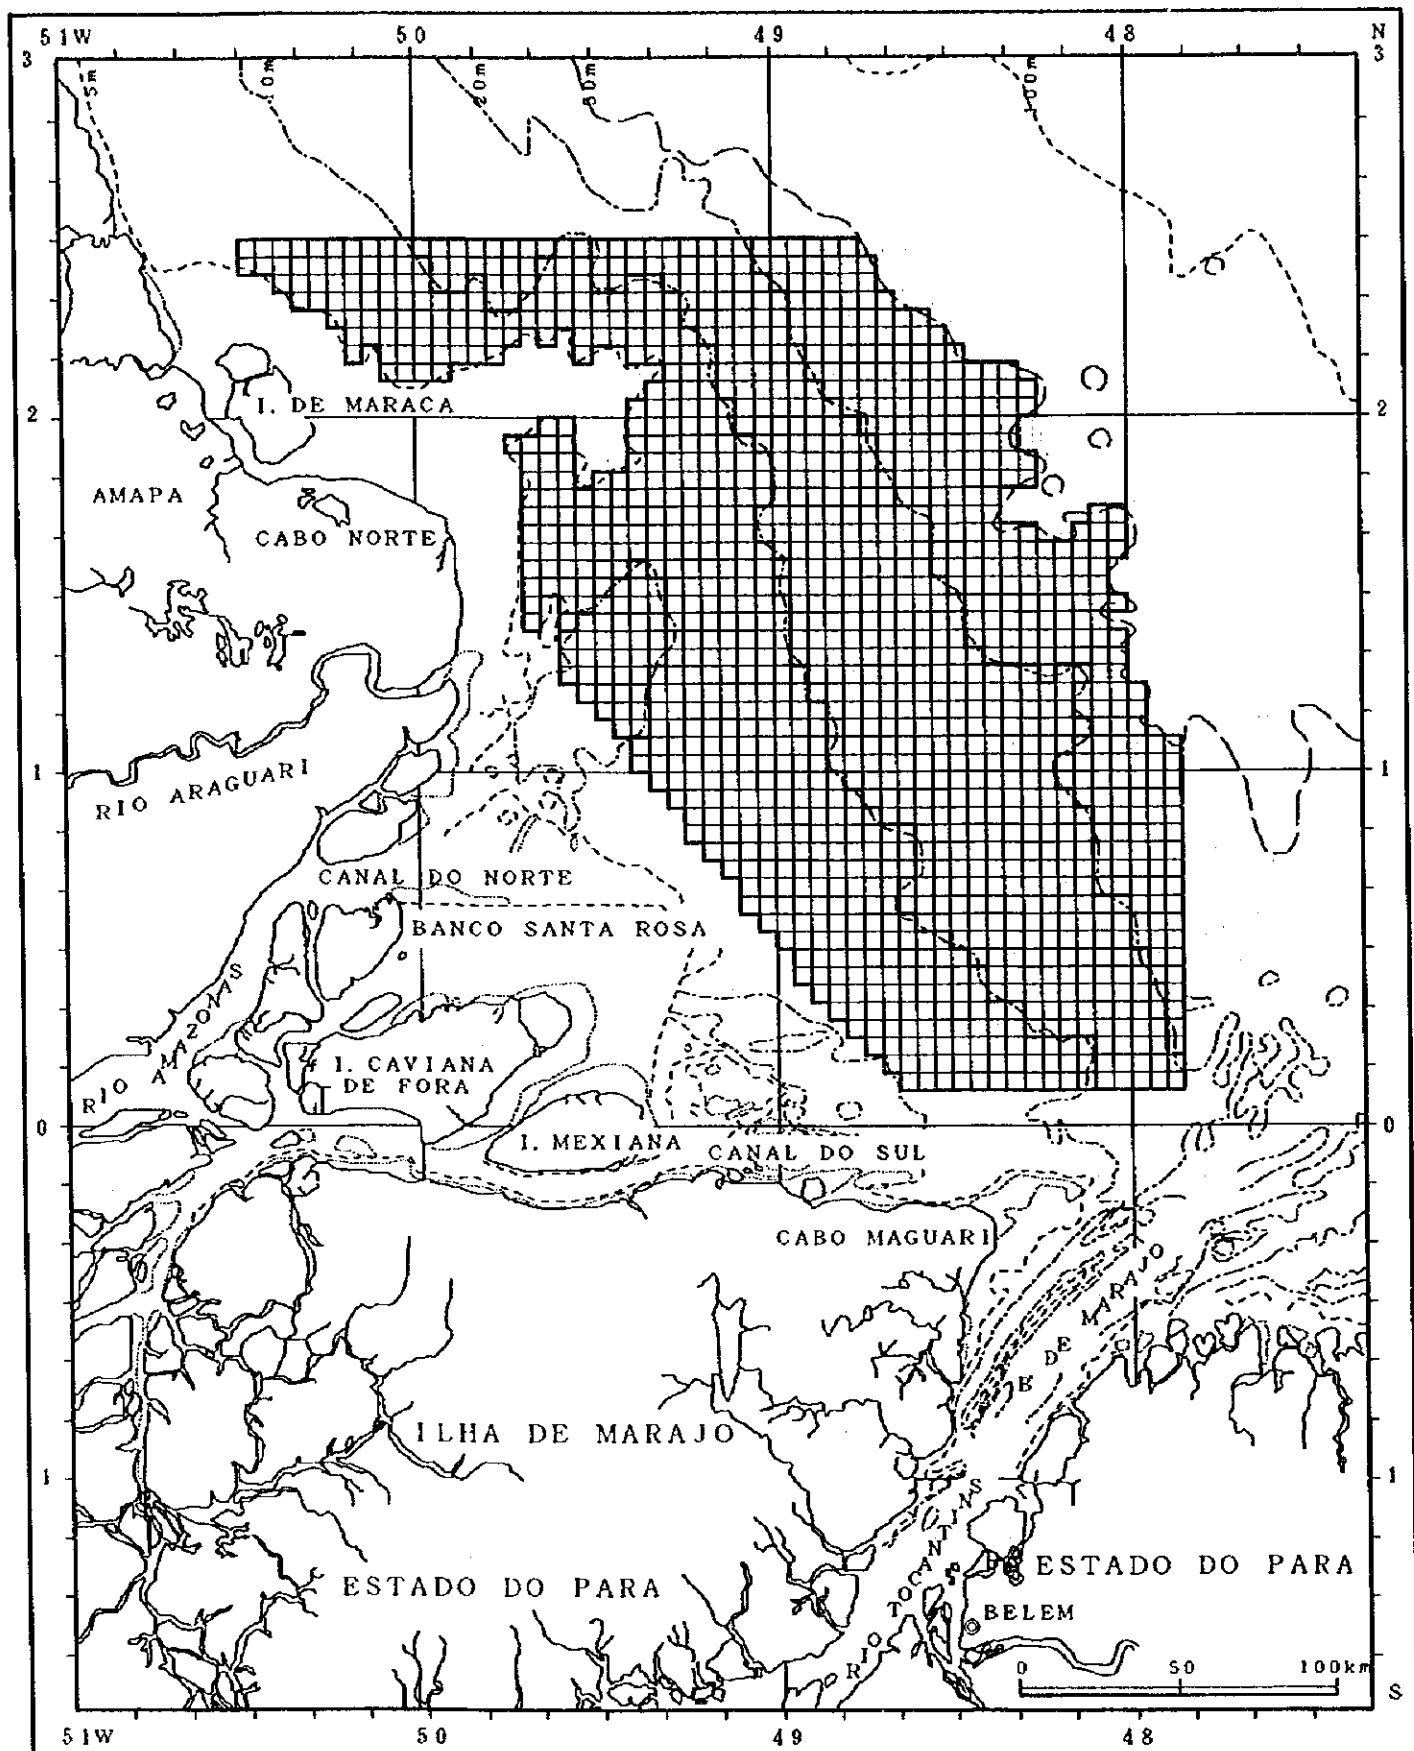 51W 50 49 48 N
3 3
5m 10m 20m 50m 100m
I. DE MARACA
2 2
AMAPA
CABO NORTE
RIO ARAGUARI
1 1
CANAL DO NORTE
BANCO SANTA ROSA
RIO AMAZONAS
I. CAVIANA
DE FORA
0 0
I. MEXIANA
CANAL DO SUL
CABO MAGUARI
B DE MARAJO
ILHA DE MARAJO
1 1
RIO TOCANTINS
ESTADO DO PARA
ESTADO DO PARA
BELEM
0 50 100km
S
51W 50 49 48